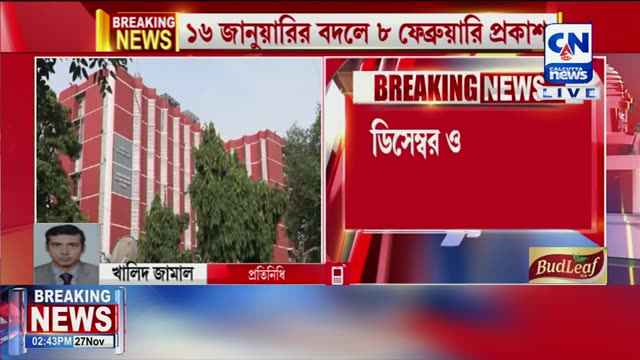 BREAKING NEWS
১৬ জানুয়ারির বদলে ৮ ফেব্রুয়ারি প্রকাশ
CN
CALCUTTA news
LIVE
BREAKING NEWS
ডিসেম্বর ও
খালিদ জামাল
প্রতিনিধি
BudLeaf
BREAKING NEWS
02:43PM 27Nov